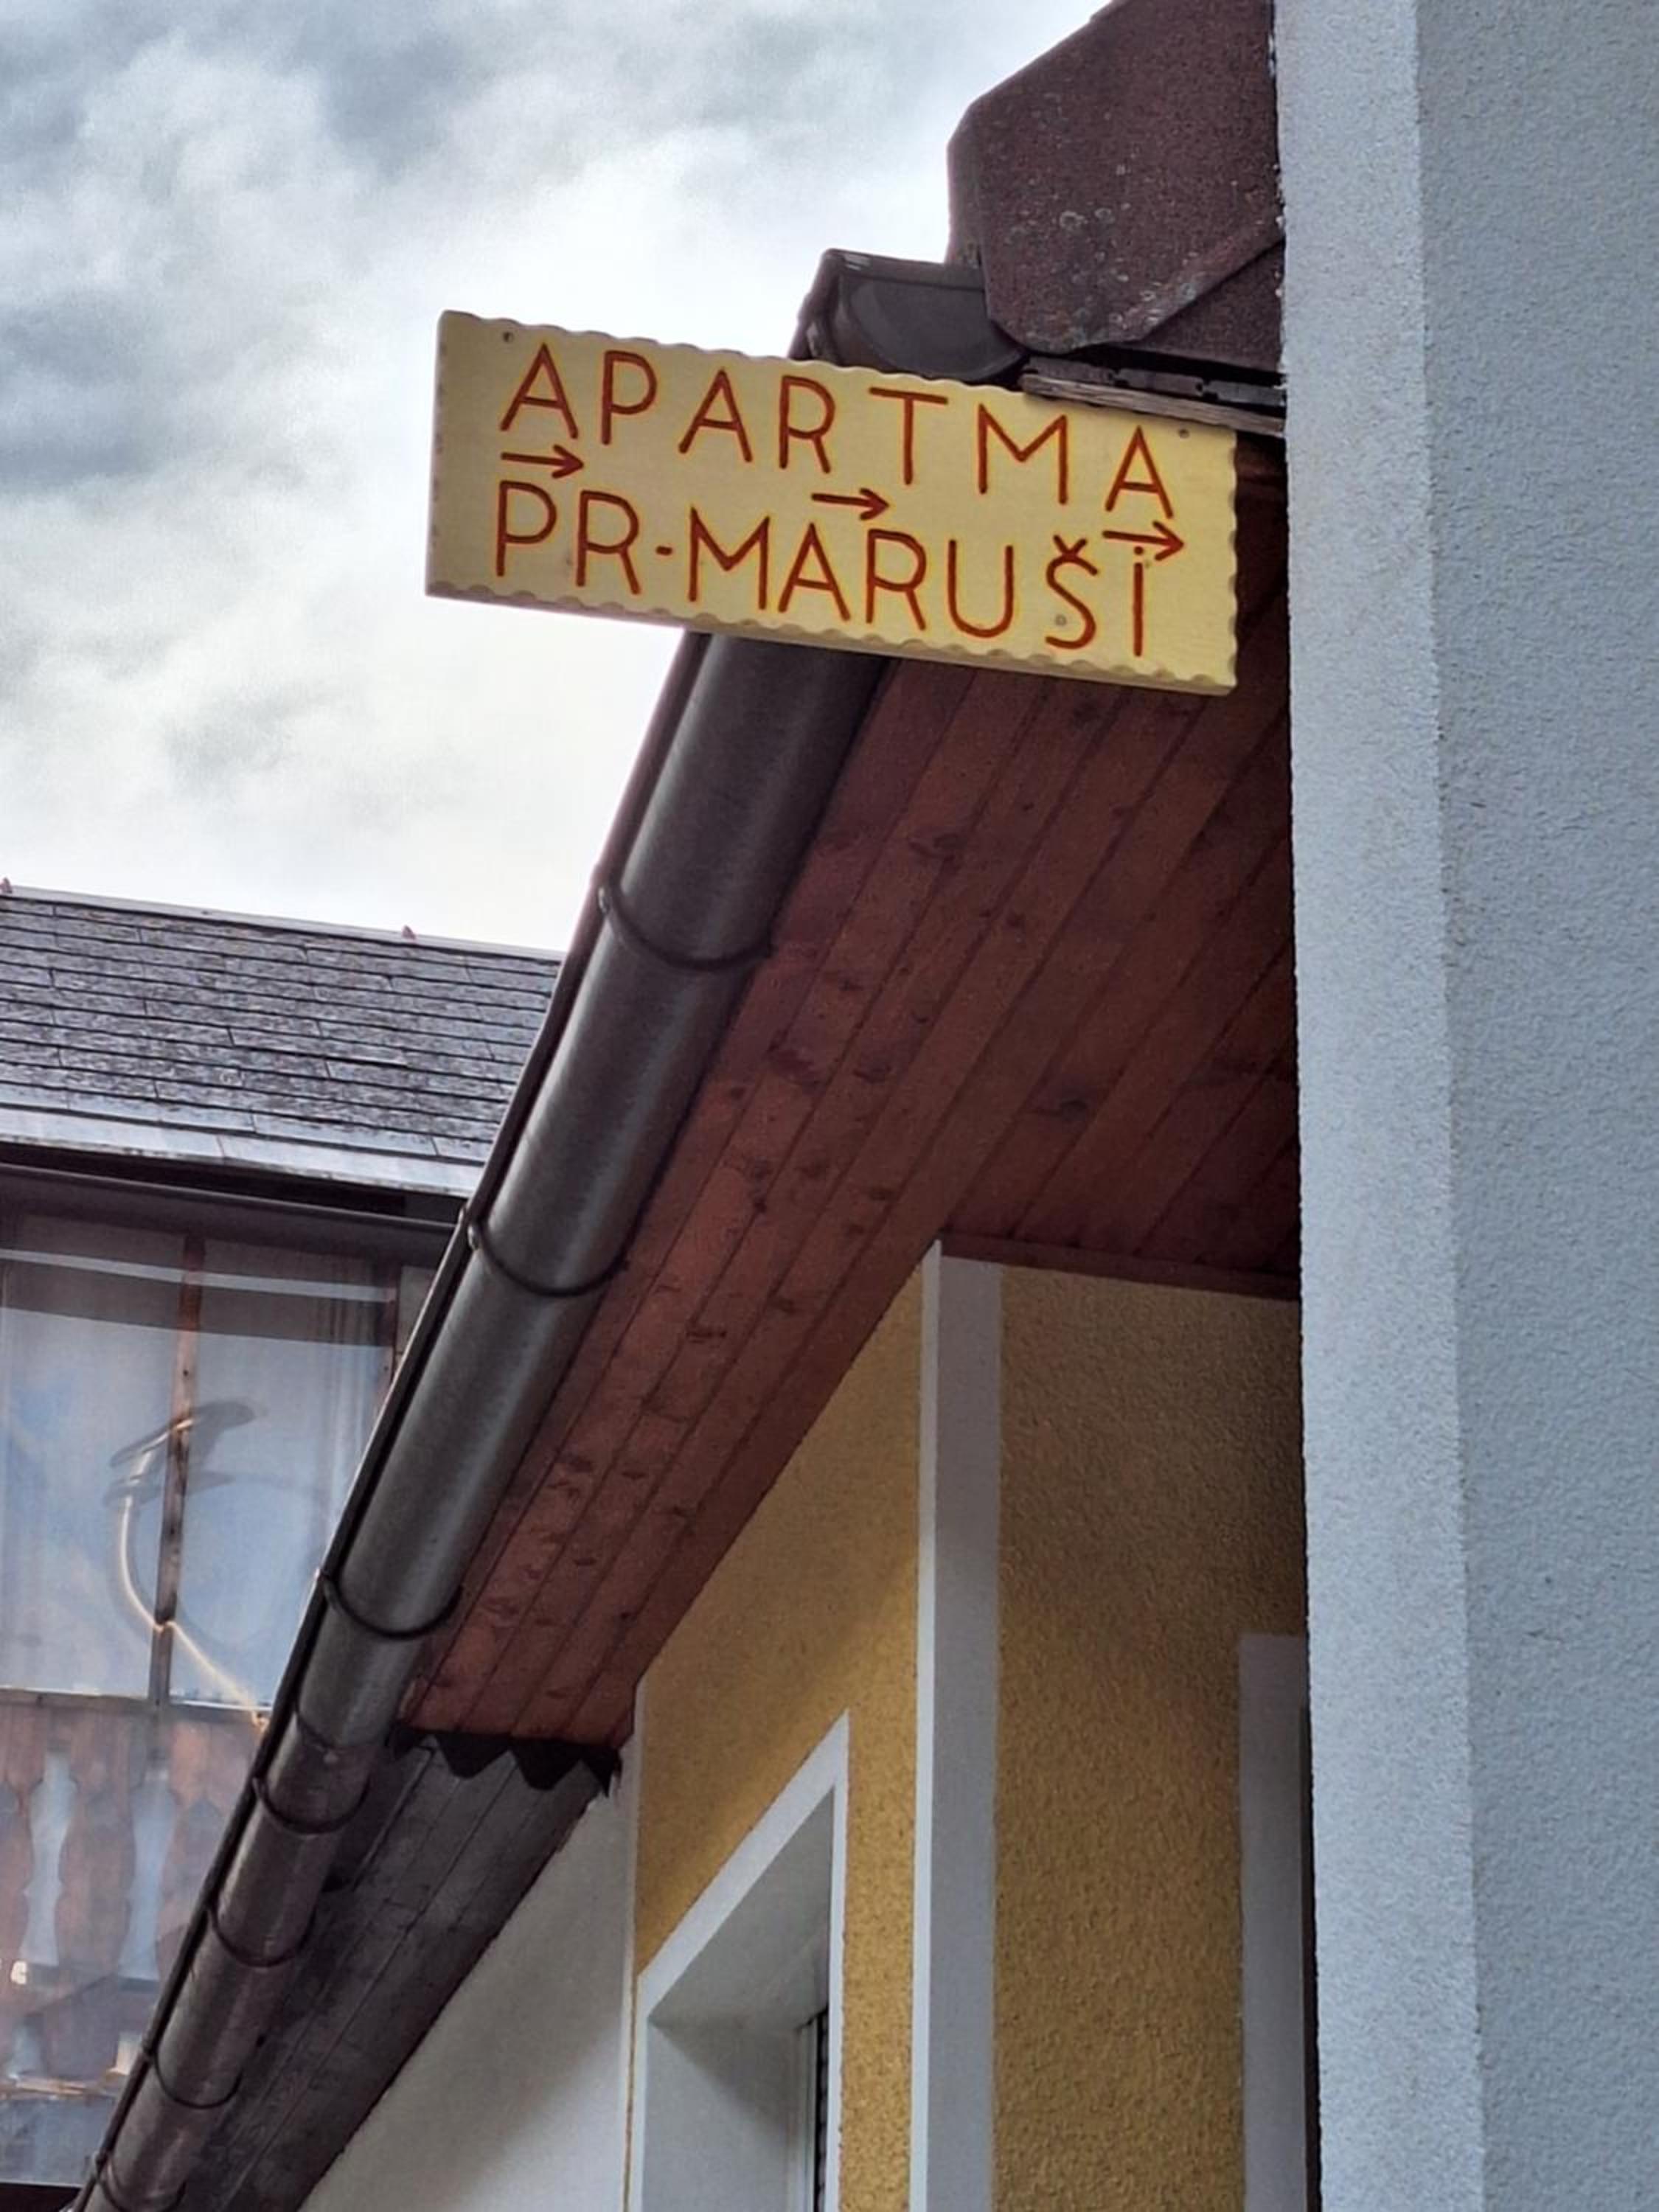 APARTMA
→ → →
PR-MARUŠi